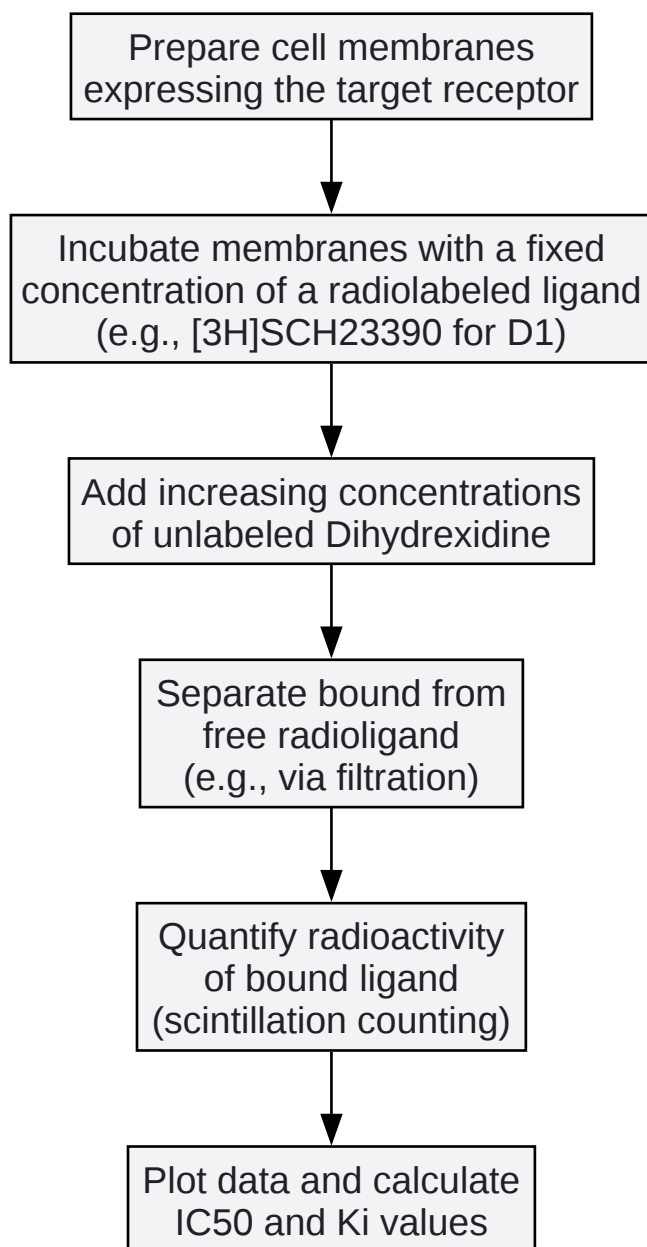 Prepare cell membranes
expressing the target receptor
Incubate membranes with a fixed
concentration of a radiolabeled ligand
(e.g., [3H]SCH23390 for D1)
Add increasing concentrations
of unlabeled Dihydrexidine
Separate bound from
free radioligand
(e.g., via filtration)
Quantify radioactivity
of bound ligand
(scintillation counting)
Plot data and calculate
IC50 and Ki values